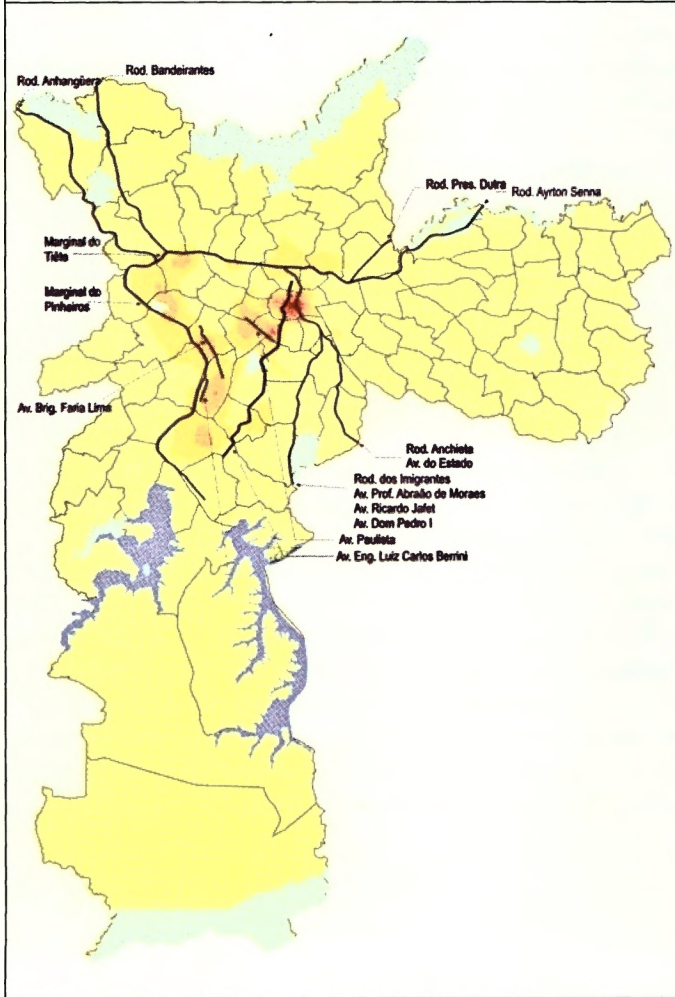 Rod. Bandeirantes
Rod. Anhangüera
Rod. Pres. Dutra
Rod. Ayrton Senna
Marginal do
Tiête
Marginal do
Pinheiros
Av. Brig. Faria Lima
Rod. Anchieta
Av. do Estado
Rod. dos Imigrantes
Av. Prof. Abraão de Moraes
Av. Ricardo Jafet
Av. Dom Pedro I
Av. Paulista
Av. Eng. Luiz Carlos Berrini